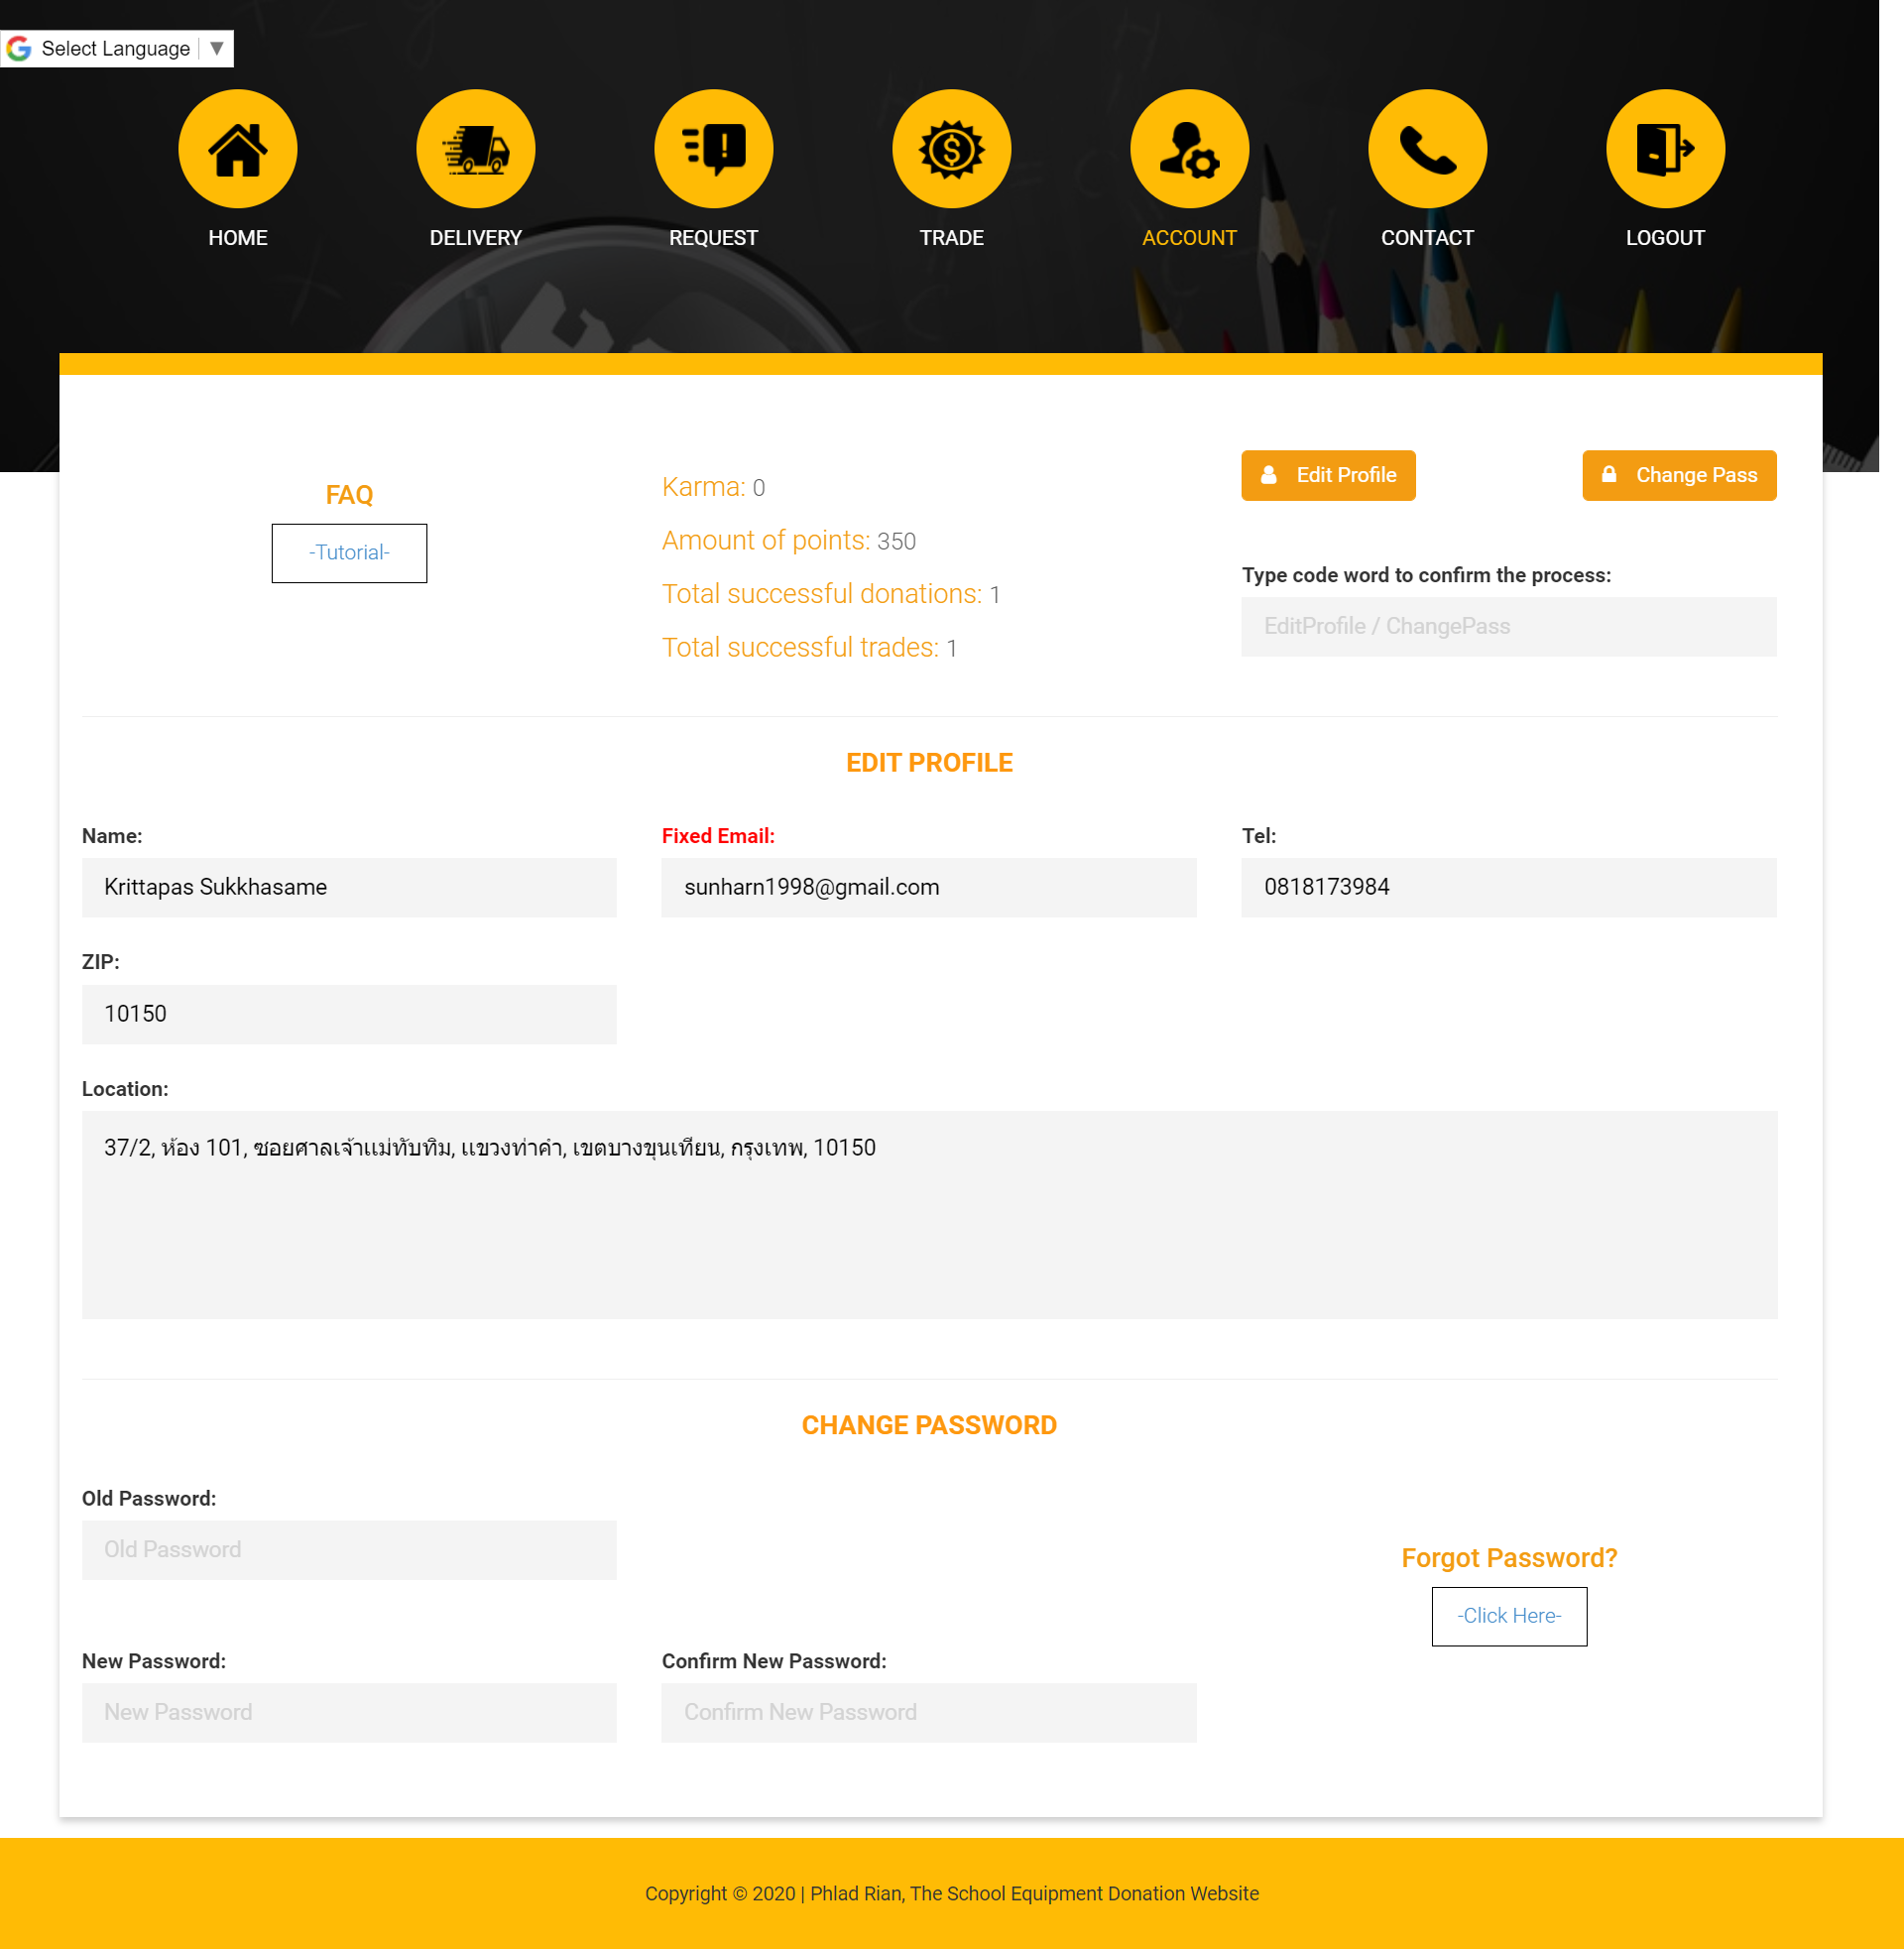 Select Language ▼
HOME
DELIVERY
REQUEST
TRADE
ACCOUNT
CONTACT
LOGOUT
FAQ
-Tutorial-
Karma: 0
Amount of points: 350
Total successful donations: 1
Total successful trades: 1
Edit Profile
Change Pass
Type code word to confirm the process:
EditProfile / ChangePass
EDIT PROFILE
Name:
Krittapas Sukkhasame
Fixed Email:
sunharn1998@gmail.com
Tel:
0818173984
ZIP:
10150
Location:
37/2, ห้อง 101, ซอยศาลเจ้าแม่ทับทิม, แขวงท่าคำ, เขตบางขุนเทียน, กรุงเทพ, 10150
CHANGE PASSWORD
Old Password:
Old Password
Forgot Password?
-Click Here-
New Password:
New Password
Confirm New Password:
Confirm New Password
Copyright © 2020 | Phlad Rian, The School Equipment Donation Website